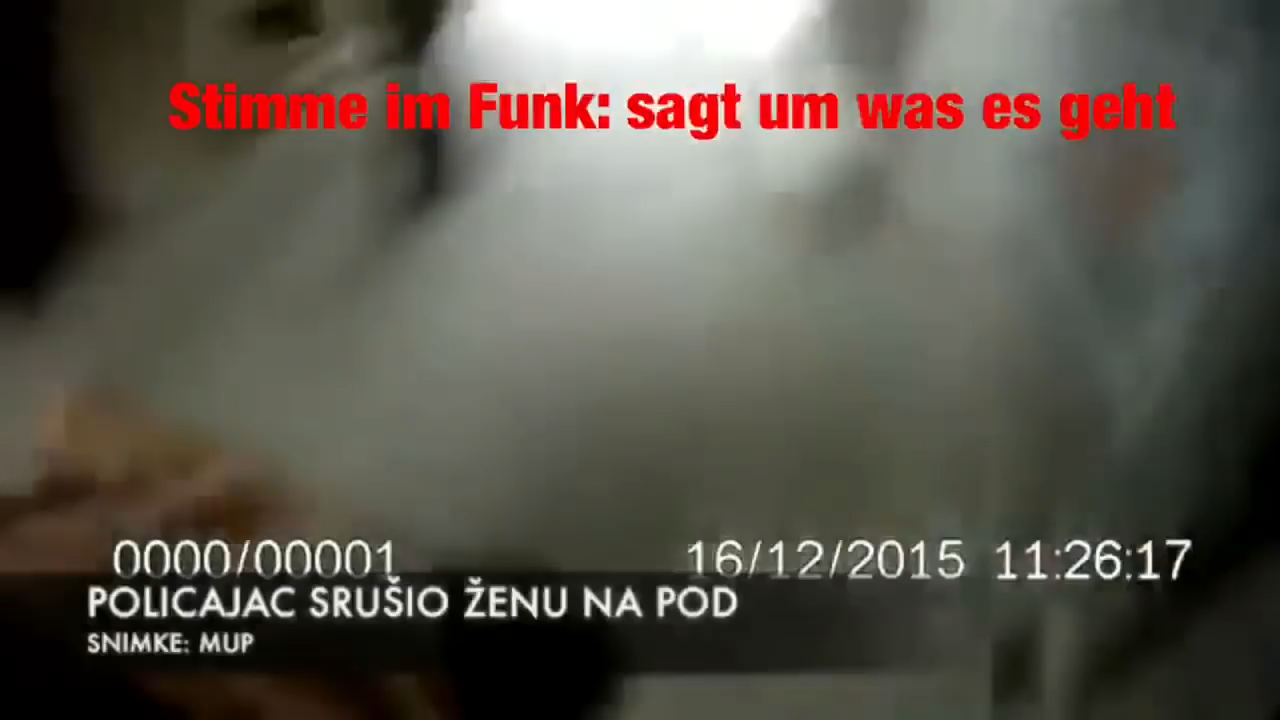 Stimme im Funk: sagt um was es geht
0000/00001 16/12/2015 11:26:17
POLICAJAC SRUŠIO ŽENU NA POD
SNIMKE: MUP